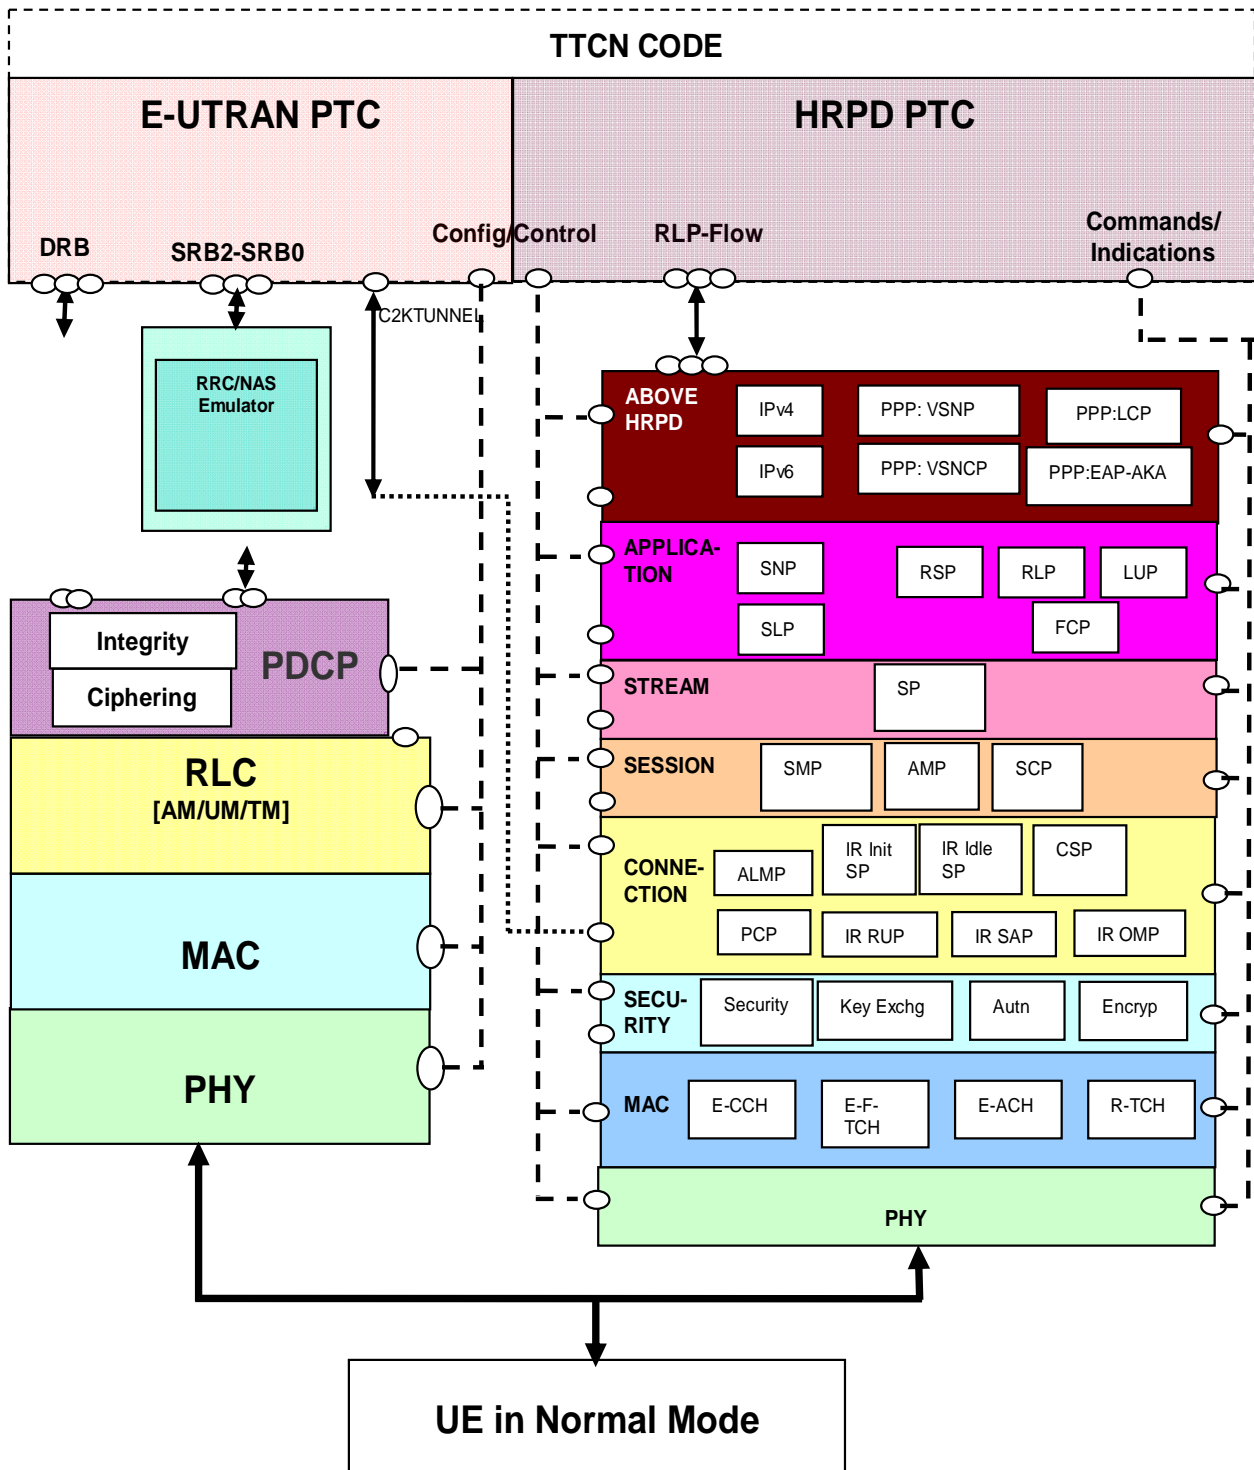 TTCN CODE
E-UTRAN PTC
HRPD PTC
DRB
SRB2-SRB0
Config/Control
RLP-Flow
Commands/
Indications
C2KTUNNEL
RRC/NAS
Emulator
Integrity
Ciphering
PDCP
RLC
[AM/UM/TM]
MAC
PHY
ABOVE
HRPD
IPv4
PPP: VSNP
PPP:LCP
IPv6
PPP: VSNCP
PPP:EAP-AKA
APPLICA-
TION
SNP
RSP
RLP
LUP
SLP
FCP
STREAM
SP
SESSION
SMP
AMP
SCP
CONNE-
CTION
ALMP
IR Init
SP
IR Idle
SP
CSP
PCP
IR RUP
IR SAP
IR OMP
SECU-
RITY
Security
Key Exchg
Autn
Encryp
MAC
E-CCH
E-F-
TCH
E-ACH
R-TCH
PHY
UE in Normal Mode